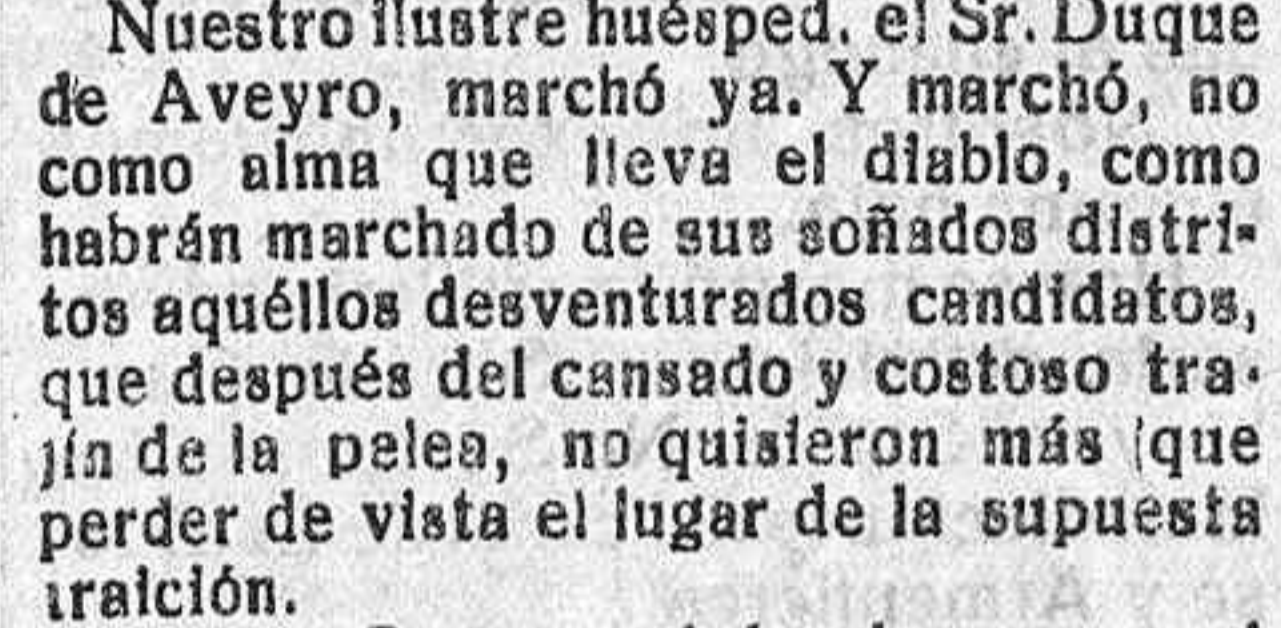 Nuestro ilustre huésped, el Sr. Duque
de Aveyro, marchó ya. Y marchó, no
como alma que lleva el diablo, como
habrán marchado de sus soñados distri-
tos aquéllos desventurados candidatos,
que después del cansado y costoso tra-
jín de la pelea, no quisieron más que
perder de vista el lugar de la supuesta
traición.